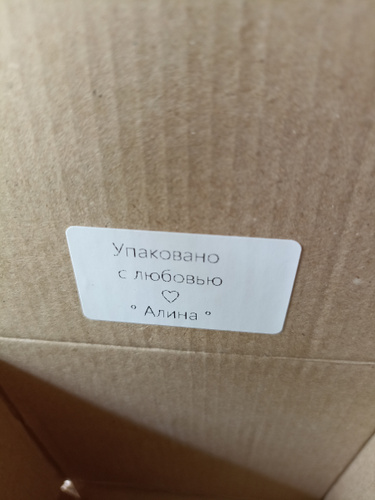 Упаковано
с любовью
♡
° Алина °